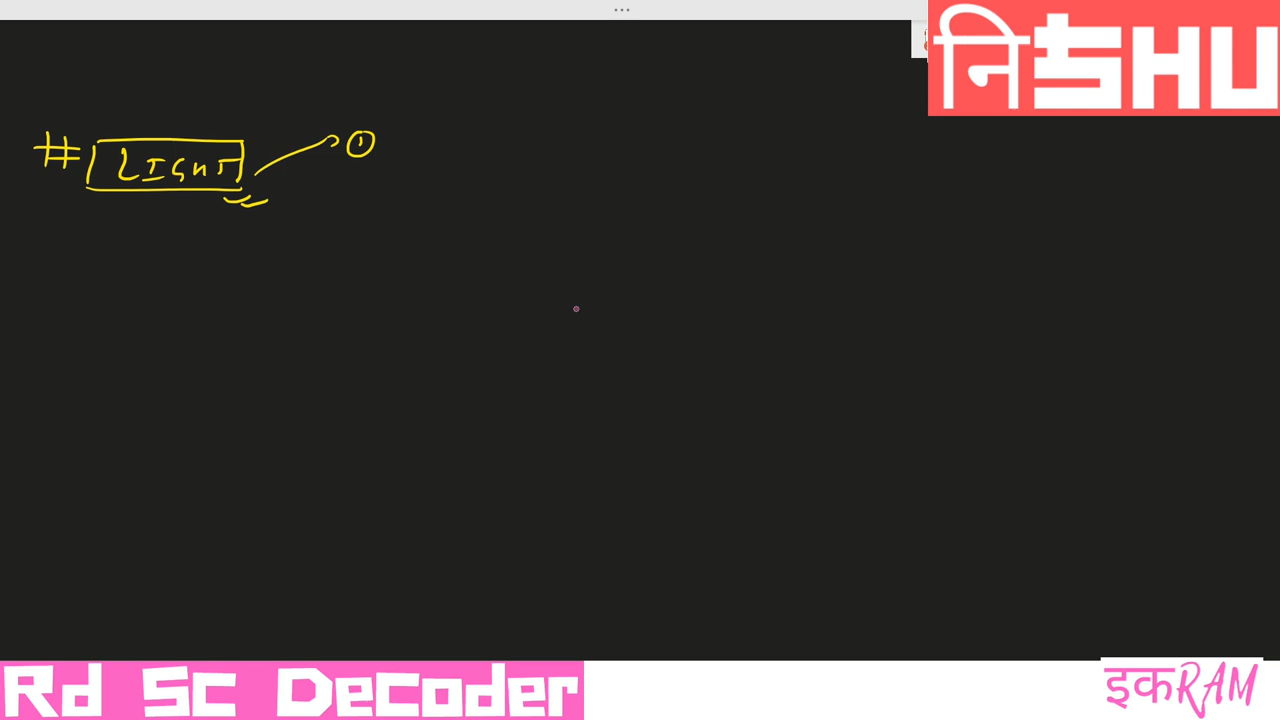 निSHU
# LIGHT ①
Rd Sc Decoder
इकRAM